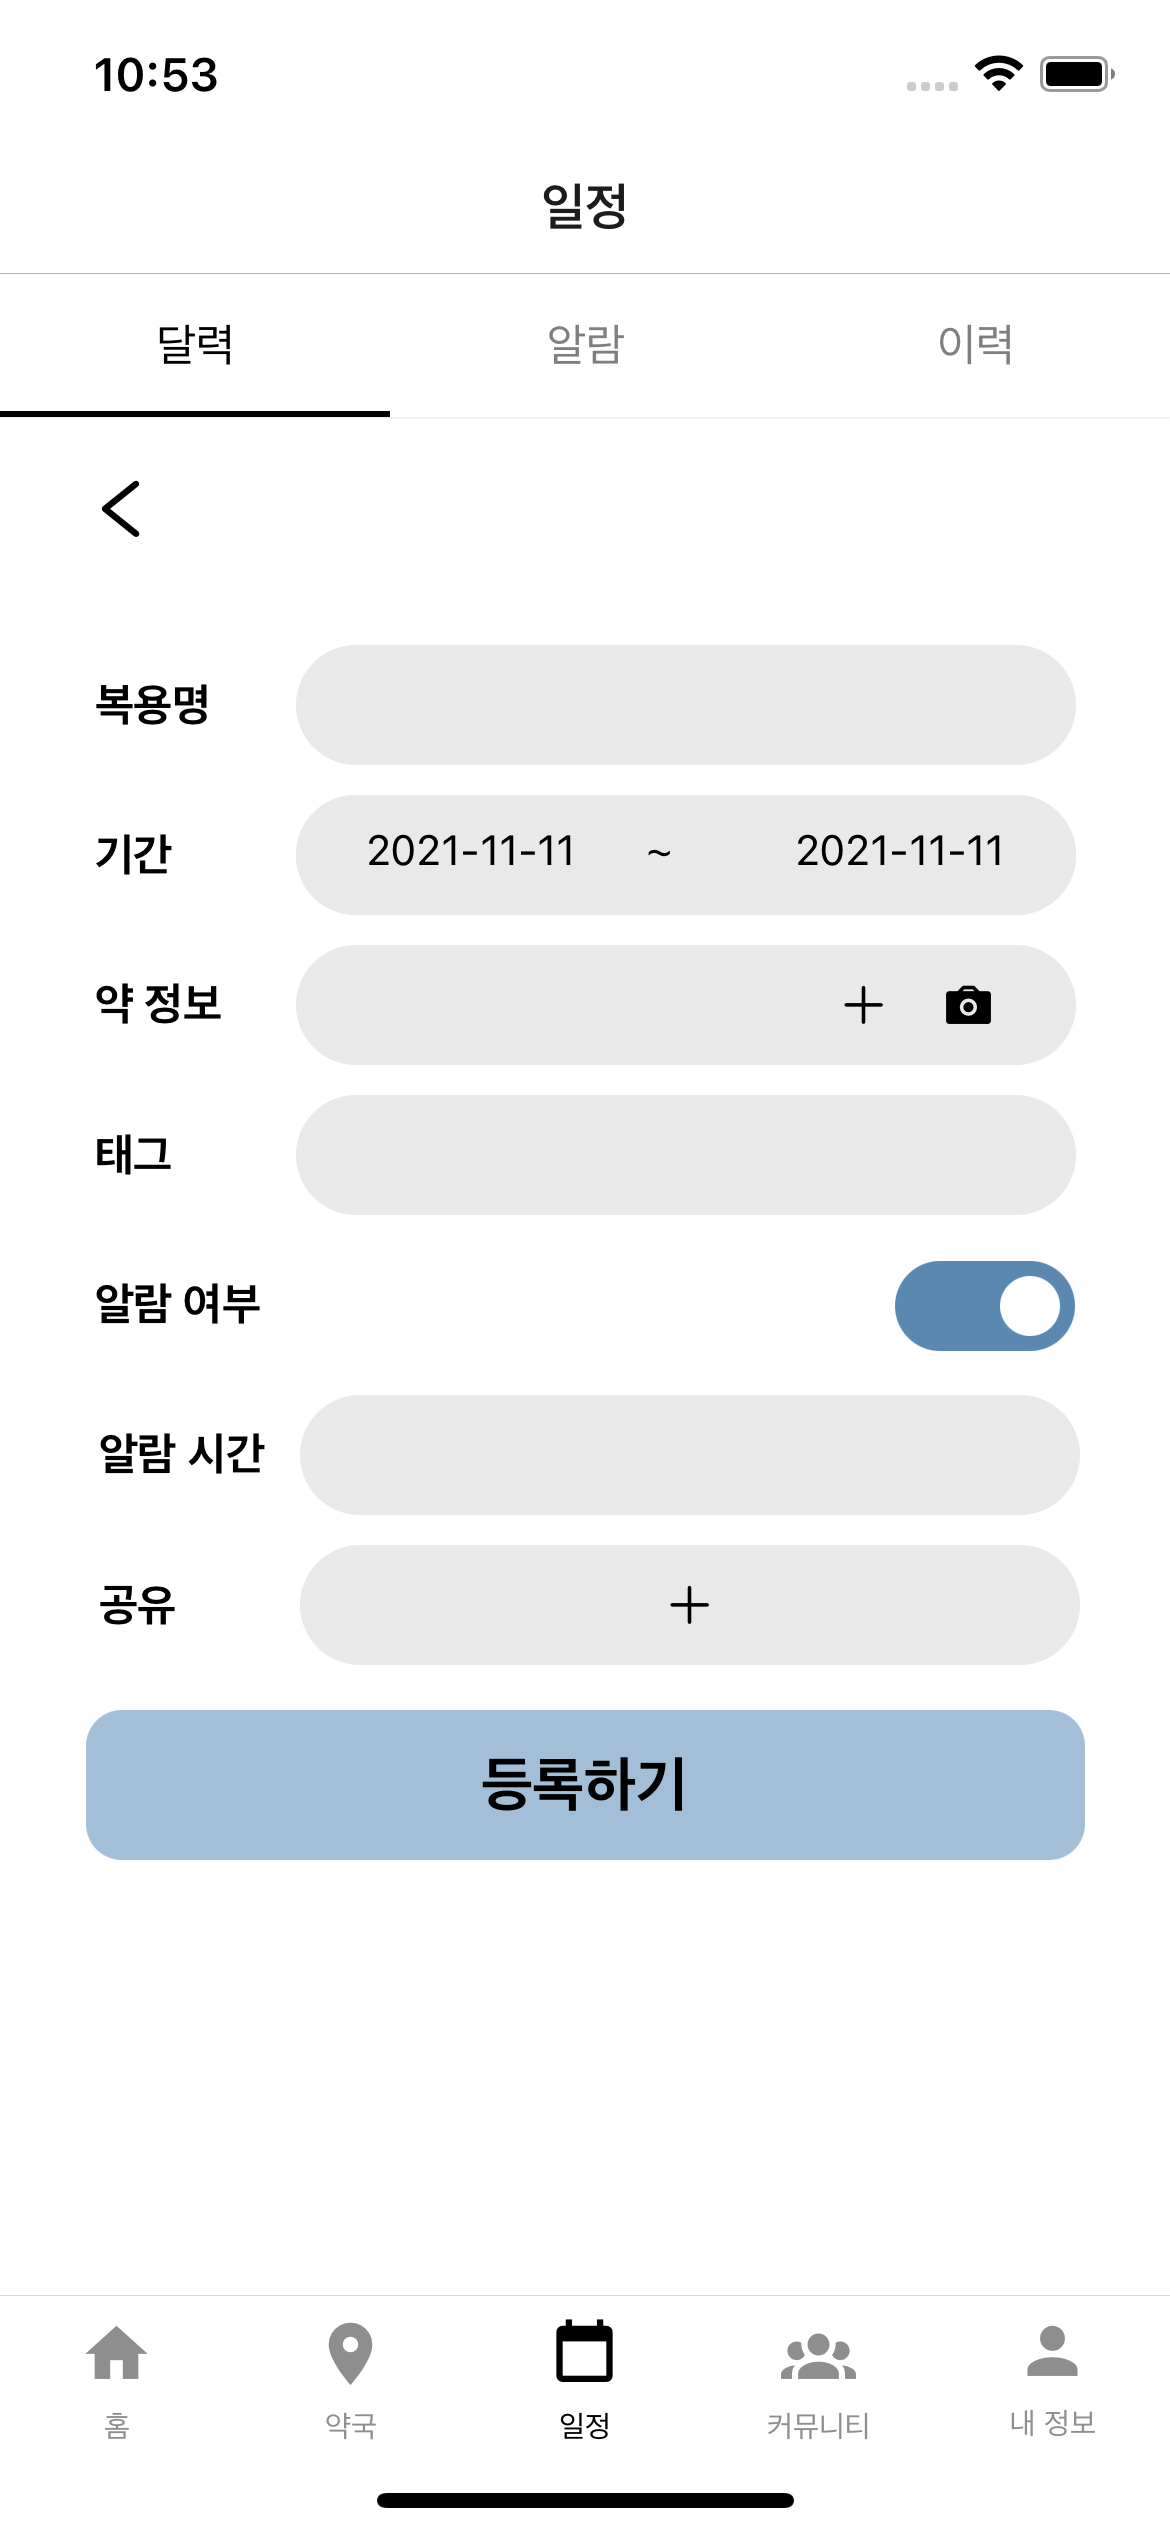 10:53
일정
달력 알람 이력
복용명
기간 2021-11-11 ~ 2021-11-11
약 정보
태그
알람 여부
알람 시간
공유
등록하기
홈 약국 일정 커뮤니티 내 정보